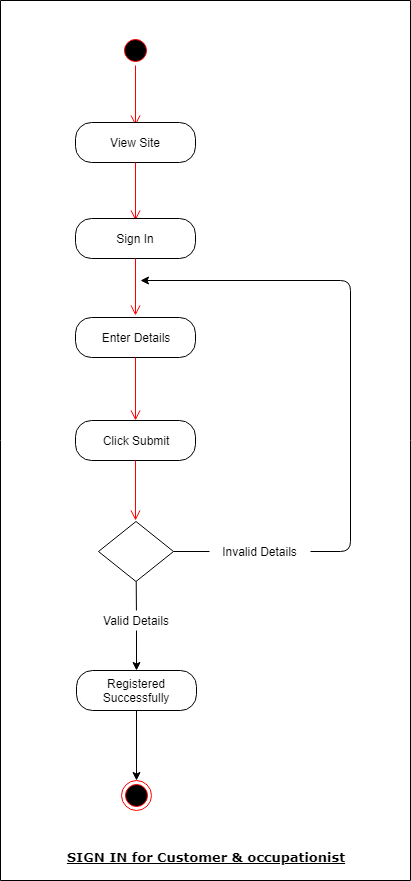 View Site
Sign In
Enter Details
Click Submit
Invalid Details
Valid Details
Registered
Successfully
SIGN IN for Customer & occupationist